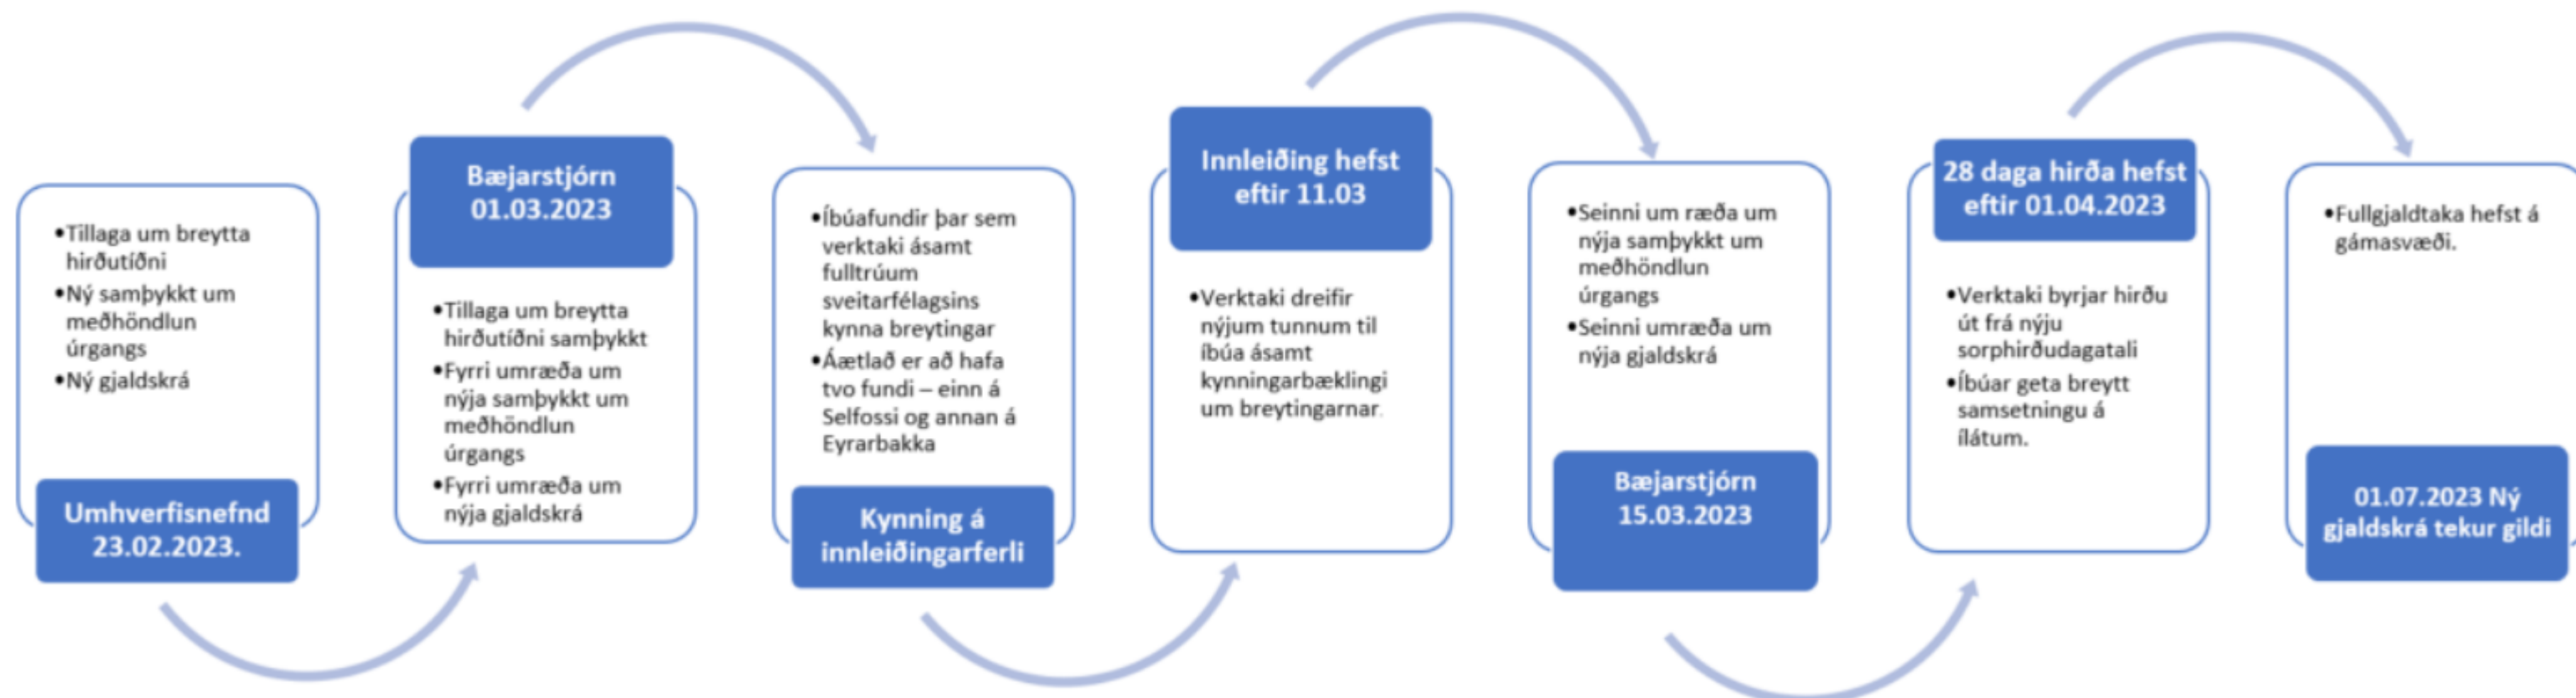 •Tillaga um breytta
hirðutíðni
•Ný samþykkt um
meðhöndlun
úrgangs
•Ný gjaldskrá
Umhverfisnefnd
23.02.2023.
Bæjarstjórn
01.03.2023
•Tillaga um breytta
hirðutíðni samþykkt
•Fyrri umræða um
nýja samþykkt um
meðhöndlun
úrgangs
•Fyrri umræða um
nýja gjaldskrá
•Íbúafundir þar sem
verktaki ásamt
fulltrúum
sveitarfélagsins
kynna breytingar
•Áætlað er að hafa
tvo fundi – einn á
Selfossi og annan á
Eyrarbakka
Kynning á
innleiðingarferli
Innleiðing hefst
eftir 11.03
•Verktaki dreifir
nýjum tunnum til
íbúa ásamt
kynningarbæklingi
um breytingarnar.
•Seinni um ræða um
nýja samþykkt um
meðhöndlun
úrgangs
•Seinni umræða um
nýja gjaldskrá
Bæjarstjórn
15.03.2023
28 daga hirða hefst
eftir 01.04.2023
•Verktaki byrjar hirðu
út frá nýju
sorphirðudagatali
•Íbúar geta breytt
samsetningu á
ílátum.
•Fullgjaldtaka hefst á
gámasvæði.
01.07.2023 Ný
gjaldskrá tekur gildi